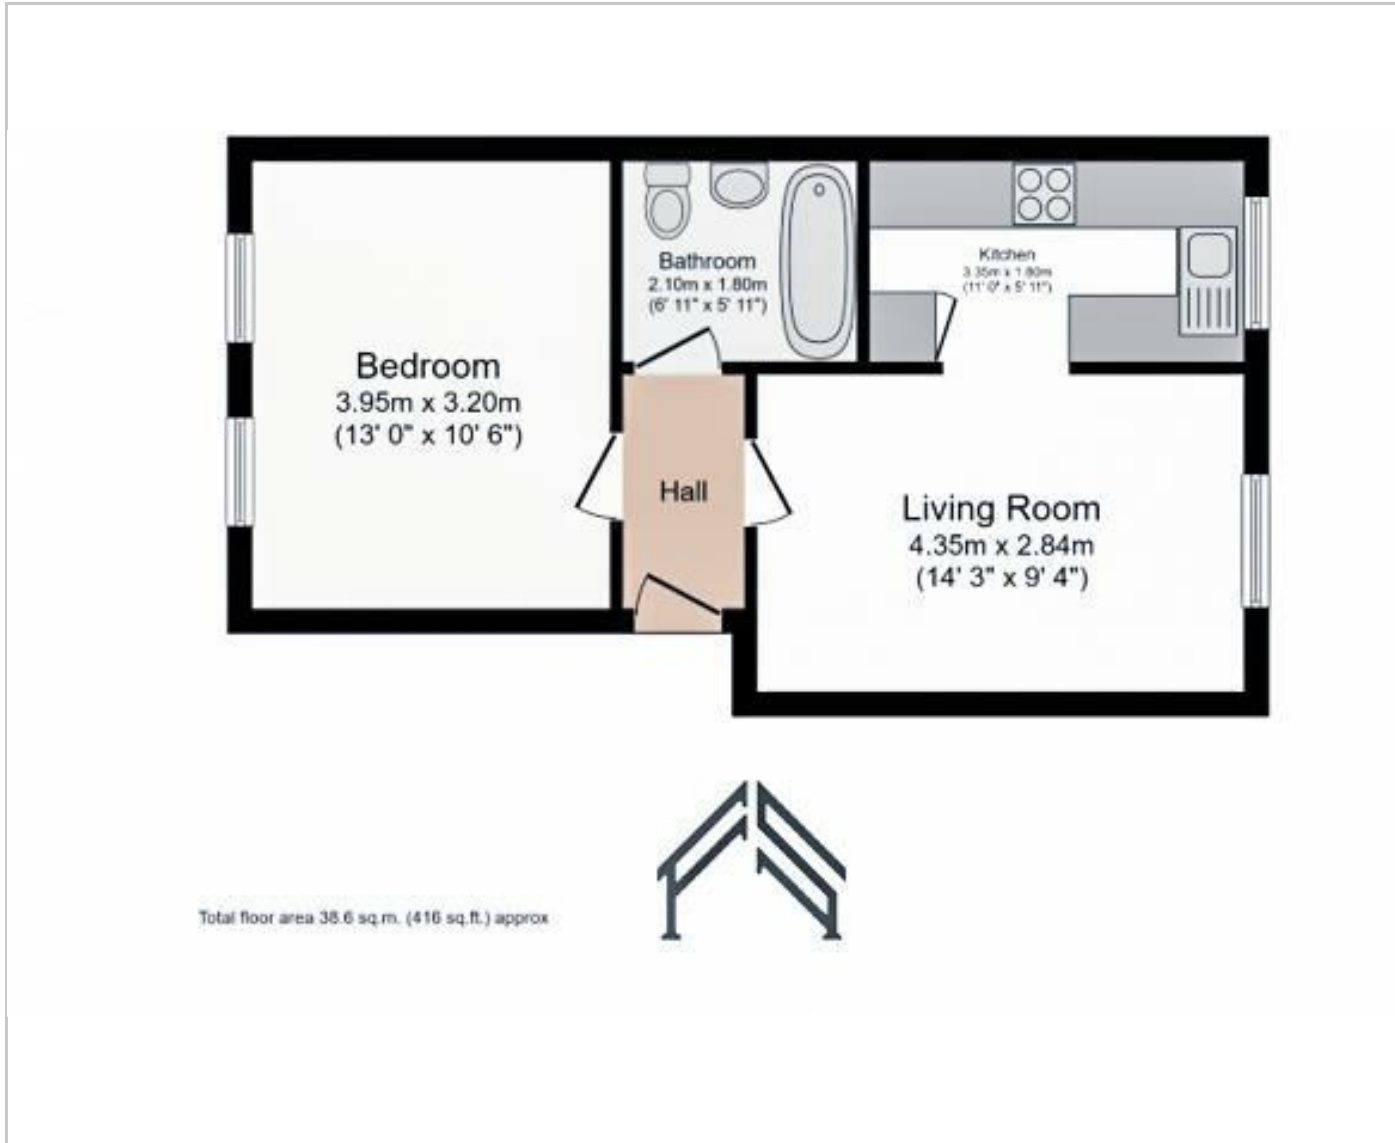 Bathroom
2.10m x 1.80m
(6' 11" x 5' 11")
Kitchen
3.35m x 1.80m
(11' 0" x 5' 11")
Bedroom
3.95m x 3.20m
(13' 0" x 10' 6")
Hall
Living Room
4.35m x 2.84m
(14' 3" x 9' 4")
Total floor area 38.6 sq.m. (416 sq.ft.) approx